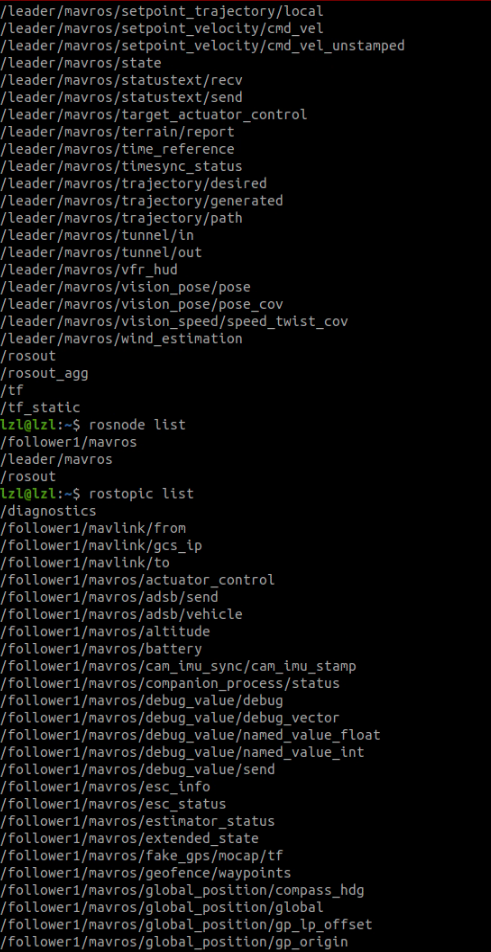 /leader/mavros/setpoint_trajectory/local
/leader/mavros/setpoint_velocity/cmd_vel
/leader/mavros/setpoint_velocity/cmd_vel_unstamped
/leader/mavros/state
/leader/mavros/statustext/recv
/leader/mavros/statustext/send
/leader/mavros/target_actuator_control
/leader/mavros/terrain/report
/leader/mavros/time_reference
/leader/mavros/timesync_status
/leader/mavros/trajectory/desired
/leader/mavros/trajectory/generated
/leader/mavros/trajectory/path
/leader/mavros/tunnel/in
/leader/mavros/tunnel/out
/leader/mavros/vfr_hud
/leader/mavros/vision_pose/pose
/leader/mavros/vision_pose/pose_cov
/leader/mavros/vision_speed/speed_twist_cov
/leader/mavros/wind_estimation
/rosout
/rosout_agg
/tf
/tf_static
lzl@lzl:~$ rosnode list
/follower1/mavros
/leader/mavros
/rosout
lzl@lzl:~$ rostopic list
/diagnostics
/follower1/mavlink/from
/follower1/mavlink/gcs_ip
/follower1/mavlink/to
/follower1/mavros/actuator_control
/follower1/mavros/adsb/send
/follower1/mavros/adsb/vehicle
/follower1/mavros/altitude
/follower1/mavros/battery
/follower1/mavros/cam_imu_sync/cam_imu_stamp
/follower1/mavros/companion_process/status
/follower1/mavros/debug_value/debug
/follower1/mavros/debug_value/debug_vector
/follower1/mavros/debug_value/named_value_float
/follower1/mavros/debug_value/named_value_int
/follower1/mavros/debug_value/send
/follower1/mavros/esc_info
/follower1/mavros/esc_status
/follower1/mavros/estimator_status
/follower1/mavros/extended_state
/follower1/mavros/fake_gps/mocap/tf
/follower1/mavros/geofence/waypoints
/follower1/mavros/global_position/compass_hdg
/follower1/mavros/global_position/global
/follower1/mavros/global_position/gp_lp_offset
/follower1/mavros/global_position/gp_origin